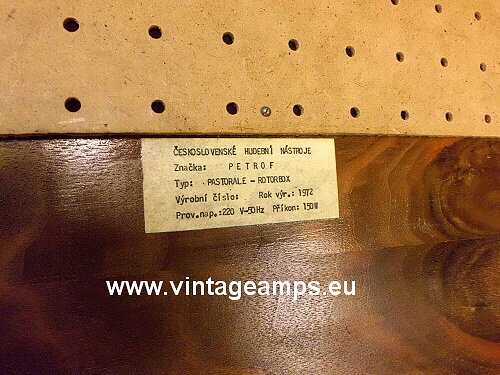 ČESKOSLOVENSKÉ HUDEBNÍ NÁSTROJE
Značka: PETROF
Typ: PASTORALE - ROTORBOX
Výrobní číslo: Rok výr.: 1972
Prov.nap.:220 V-50Hz Příkon: 150W
www.vintageamps.eu